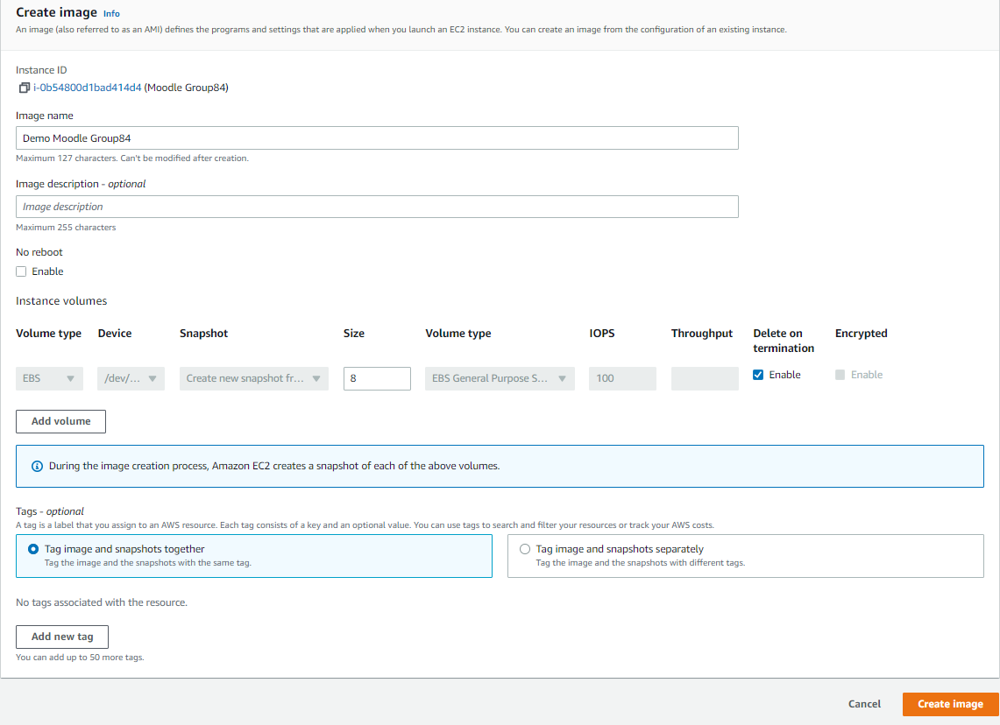 Create image Info
An image (also referred to as an AMI) defines the programs and settings that are applied when you launch an EC2 instance. You can create an image from the configuration of an existing instance.
Instance ID
i-0b54800d1bad414d4 (Moodle Group84)
Image name
Demo Moodle Group84
Maximum 127 characters. Can't be modified after creation.
Image description - optional
Image description
Maximum 255 characters
No reboot
Enable
Instance volumes
Volume type Device Snapshot Size Volume type IOPS Throughput Delete on termination Encrypted
EBS /dev/... Create new snapshot fr... 8 EBS General Purpose S... 100 Enable Enable
Add volume
During the image creation process, Amazon EC2 creates a snapshot of each of the above volumes.
Tags - optional
A tag is a label that you assign to an AWS resource. Each tag consists of a key and an optional value. You can use tags to search and filter your resources or track your AWS costs.
Tag image and snapshots together
Tag the image and the snapshots with the same tag.
Tag image and snapshots separately
Tag the image and the snapshots with different tags.
No tags associated with the resource.
Add new tag
You can add up to 50 more tags.
Cancel Create image